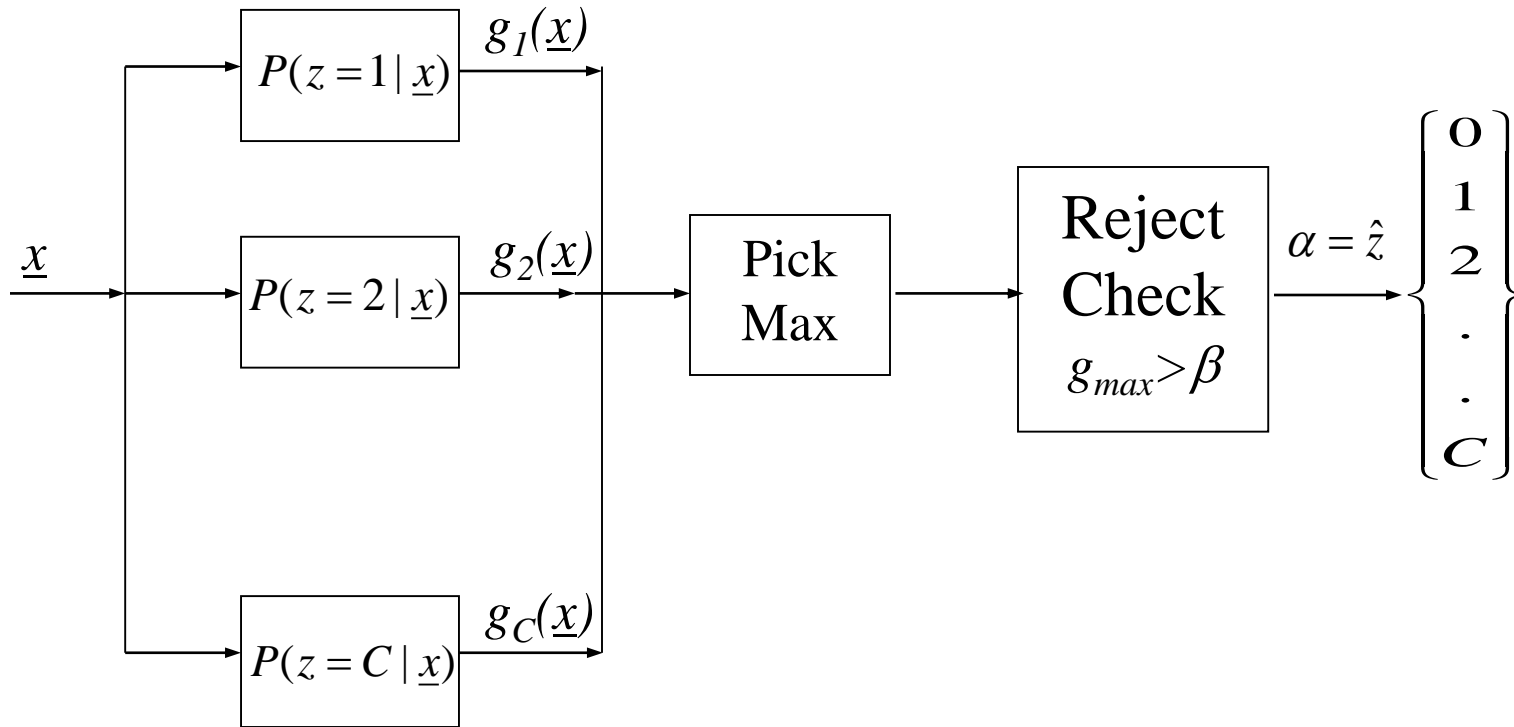 P(z = 1 | x)
g1(x)
x
P(z = 2 | x)
g2(x)
P(z = C | x)
gC(x)
Pick
Max
Reject
Check
gmax>β
α = ẑ
0
1
2
.
.
C